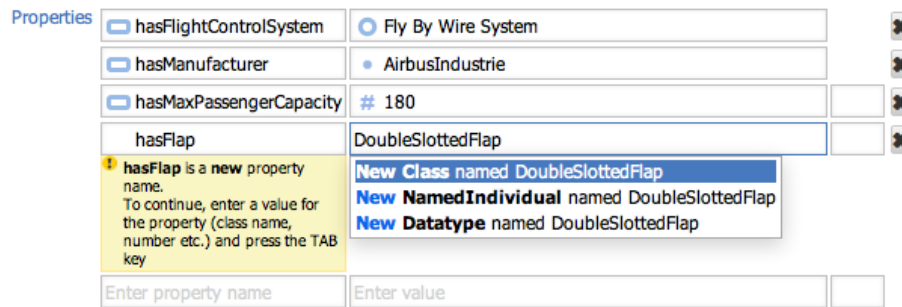 Properties
hasFlightControlSystem Fly By Wire System
hasManufacturer AirbusIndustrie
hasMaxPassengerCapacity # 180
hasFlap DoubleSlottedFlap
hasFlap is a new property
name.
To continue, enter a value for
the property (class name,
number etc.) and press the TAB
key
New Class named DoubleSlottedFlap
New NamedIndividual named DoubleSlottedFlap
New Datatype named DoubleSlottedFlap
Enter property name Enter value